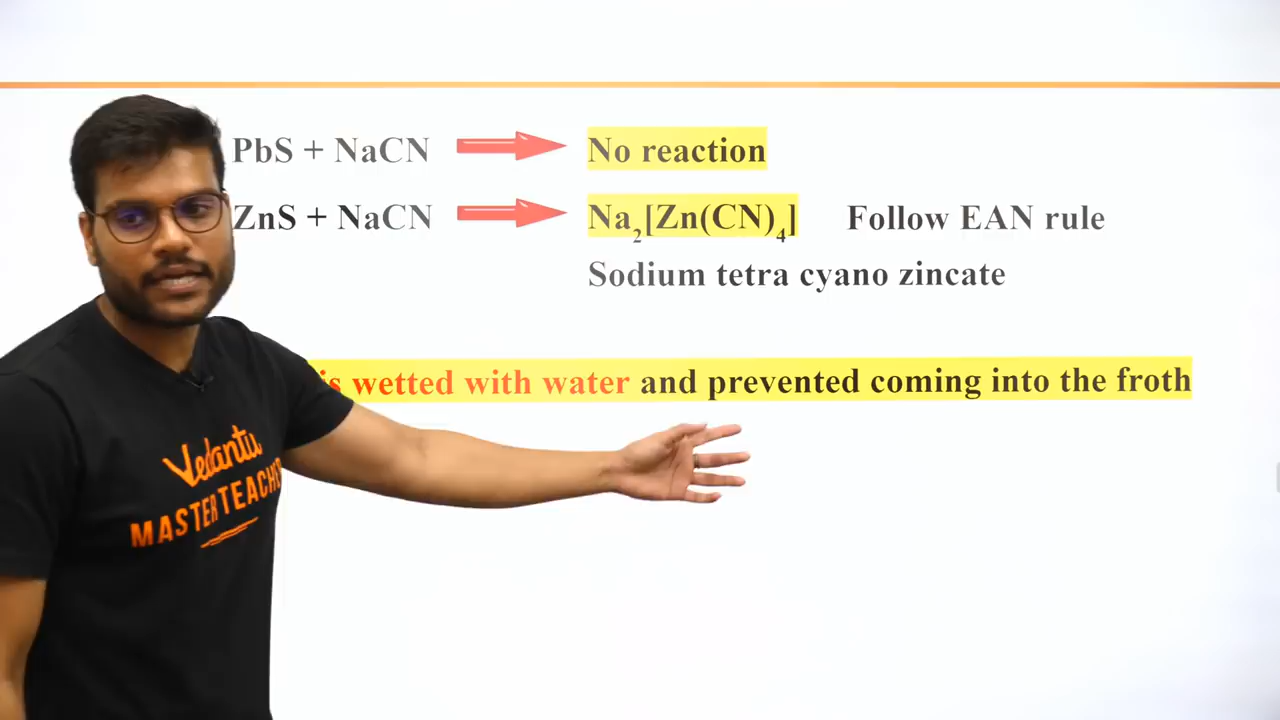 PbS + NaCN No reaction
ZnS + NaCN Na2[Zn(CN)4] Follow EAN rule
Sodium tetra cyano zincate
is wetted with water and prevented coming into the froth
Vedantu
MASTER TEACHER